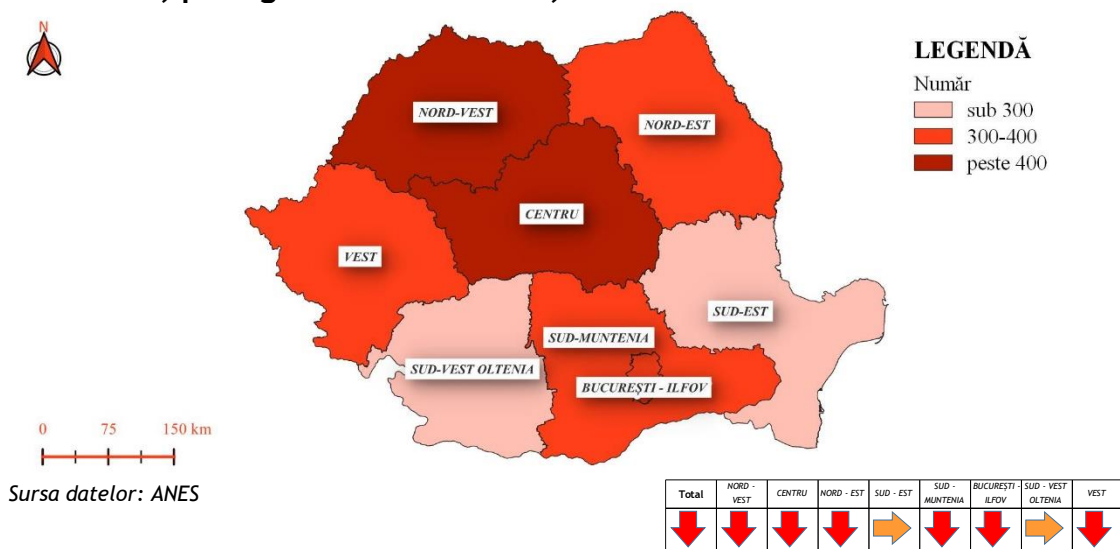 N
LEGENDĂ
Număr
sub 300
300-400
peste 400
NORD-VEST
NORD-EST
CENTRU
VEST
SUD-EST
SUD-MUNTENIA
SUD-VEST OLTENIA
BUCUREȘTI - ILFOV
0 75 150 km
Sursa datelor: ANES
Total
NORD -
VEST
CENTRU
NORD - EST
SUD - EST
SUD -
MUNTENIA
BUCUREȘTI -
ILFOV
SUD - VEST
OLTENIA
VEST